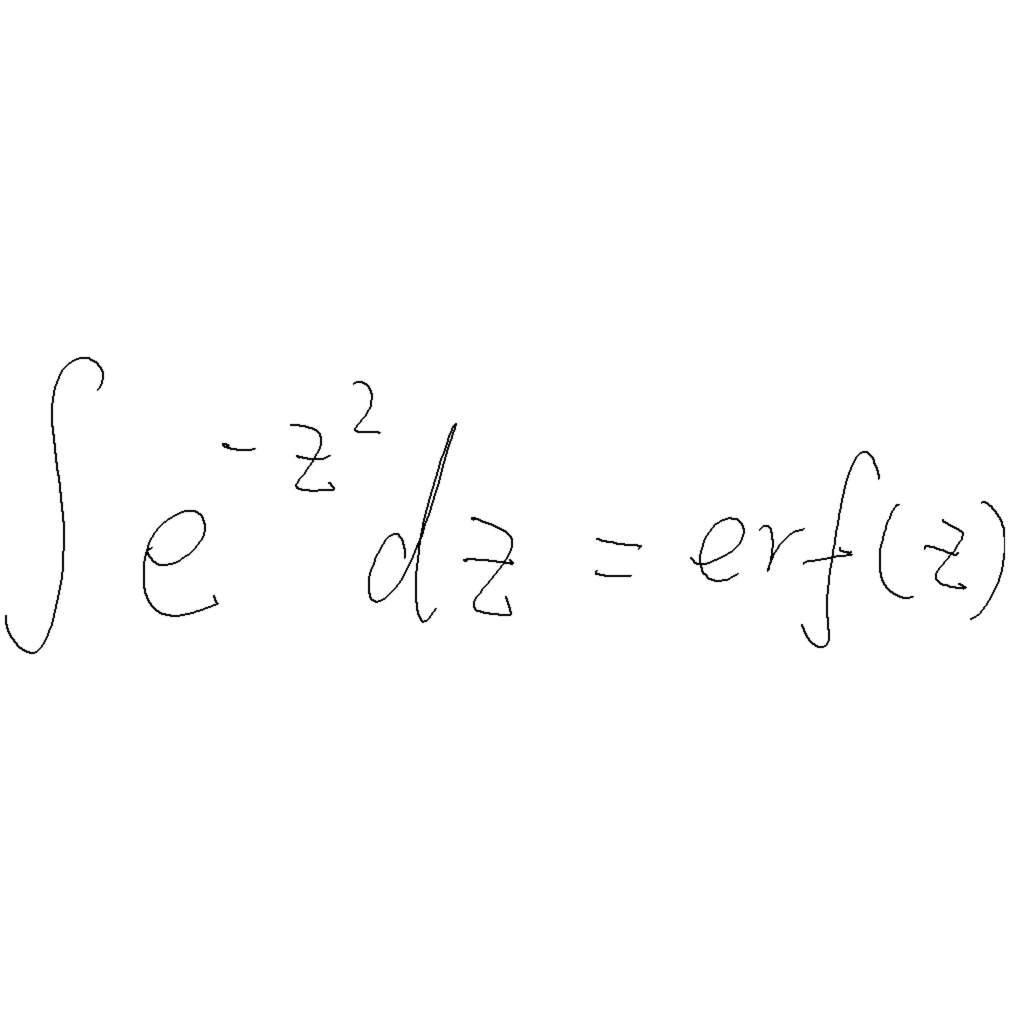 ∫ e^{-z^2} dz = erf(z)